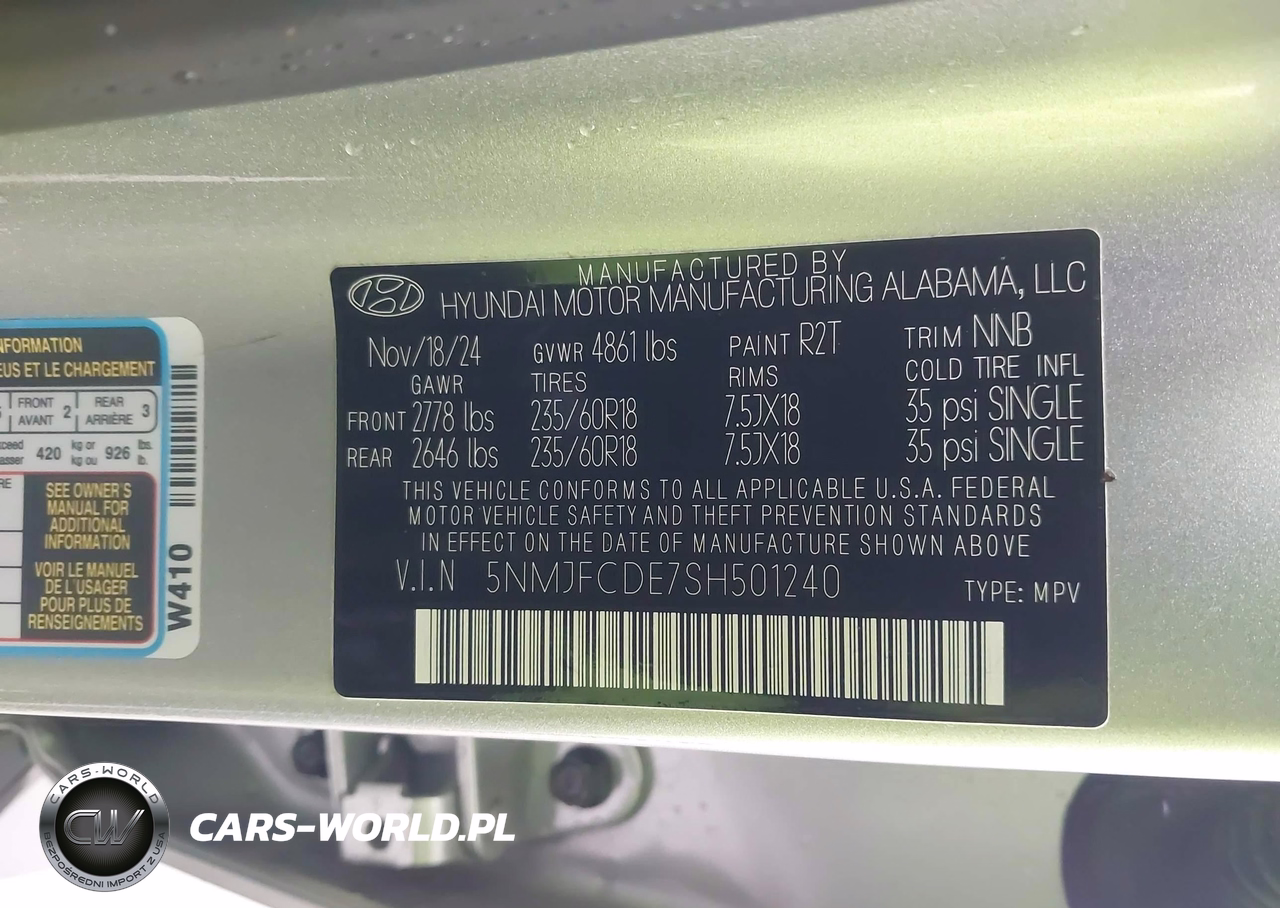 MANUFACTURED BY
HYUNDAI MOTOR MANUFACTURING ALABAMA, LLC
Nov/18/24 GVWR 4861 lbs PAINT R2T TRIM NNB
GAWR TIRES RIMS COLD TIRE INFL
FRONT 2778 lbs 235/60R18 7.5JX18 35 psi SINGLE
REAR 2646 lbs 235/60R18 7.5JX18 35 psi SINGLE
THIS VEHICLE CONFORMS TO ALL APPLICABLE U.S.A. FEDERAL
MOTOR VEHICLE SAFETY AND THEFT PREVENTION STANDARDS
IN EFFECT ON THE DATE OF MANUFACTURE SHOWN ABOVE
V.I.N 5NMJFCDE7SH501240 TYPE: MPV
EUS ET LE CHARGEMENT
FRONT
AVANT 2
REAR
ARRIÈRE 3
420 kg or
kg ou 926 lbs.
lb.
SEE OWNER'S
MANUAL FOR
ADDITIONAL
INFORMATION
VOIR LE MANUEL
DE L'USAGER
POUR PLUS DE
RENSEIGNEMENTS
W410
CARS-WORLD
CW
BEZPOŚREDNI IMPORT Z USA
CARS-WORLD.PL